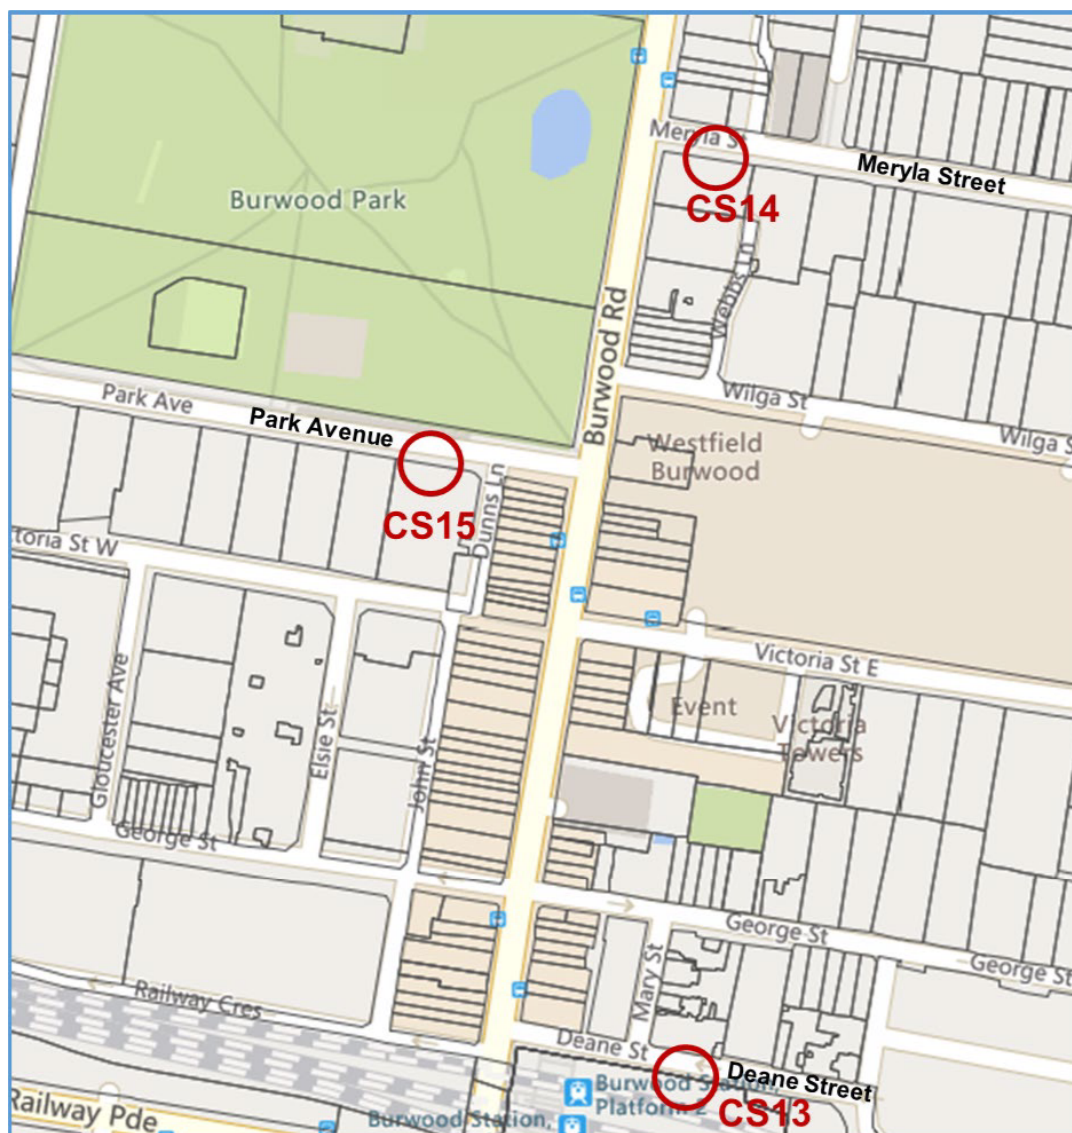 Meryla St
Meryla Street
CS14
Burwood Park
Webbs Ln
Burwood Rd
Wilga St
Wilga S
Park Ave
Park Avenue
CS15
Dunns Ln
Westfield
Burwood
toria St W
Victoria St E
Gloucester Ave
Elsie St
John St
Event
Victoria
Towers
George St
George St
George St
Mary St
Railway Cres
Deane St
Deane Street
CS13
Burwood Station,
Platform 2
Burwood Station,
Railway Pde